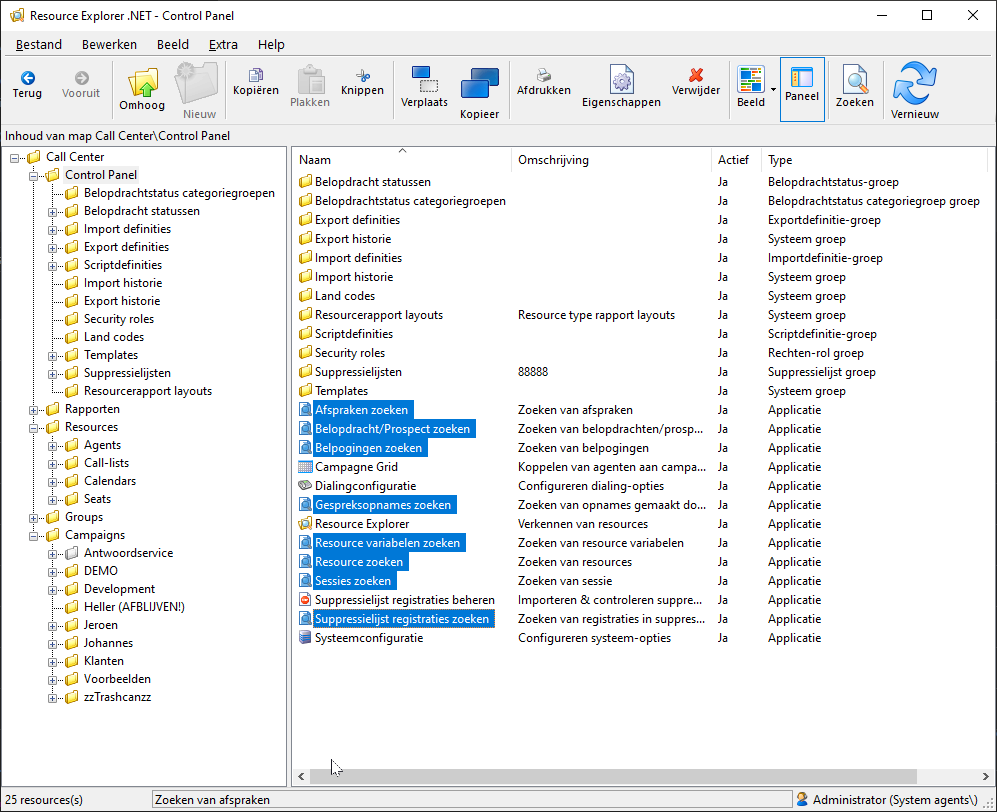 Resource Explorer .NET - Control Panel
Bestand Bewerken Beeld Extra Help
Terug Vooruit Omhoog Nieuw Kopiëren Plakken Knippen Verplaats Kopieer Afdrukken Eigenschappen Verwijder Beeld Paneel Zoeken Vernieuw
Inhoud van map Call Center\Control Panel
Call Center
Control Panel
Belopdrachtstatus categoriegroepen
Belopdracht statussen
Import definities
Export definities
Scriptdefinities
Import historie
Export historie
Security roles
Land codes
Templates
Suppressielijsten
Resourcerapport layouts
Rapporten
Resources
Agents
Call-lists
Calendars
Seats
Groups
Campaigns
Antwoordservice
DEMO
Development
Heller (AFBLIJVEN!)
Jeroen
Johannes
Klanten
Voorbeelden
zzTrashcanzz
Naam Omschrijving Actief Type
Belopdracht statussen Ja Belopdrachtstatus-groep
Belopdrachtstatus categoriegroepen Ja Belopdrachtstatus categoriegroep groep
Export definities Ja Exportdefinitie-groep
Export historie Ja Systeem groep
Import definities Ja Importdefinitie-groep
Import historie Ja Systeem groep
Land codes Ja Systeem groep
Resourcerapport layouts Resource type rapport layouts Ja Systeem groep
Scriptdefinities Ja Scriptdefinitie-groep
Security roles Ja Rechten-rol groep
Suppressielijsten 88888 Ja Suppressielijst groep
Templates Ja Systeem groep
Afspraken zoeken Zoeken van afspraken Ja Applicatie
Belopdracht/Prospect zoeken Zoeken van belopdrachten/prosp... Ja Applicatie
Belpogingen zoeken Zoeken van belpogingen Ja Applicatie
Campagne Grid Koppelen van agenten aan campa... Ja Applicatie
Dialingconfiguratie Configureren dialing-opties Ja Applicatie
Gespreksopnames zoeken Zoeken van opnames gemaakt do... Ja Applicatie
Resource Explorer Verkennen van resources Ja Applicatie
Resource variabelen zoeken Zoeken van resource variabelen Ja Applicatie
Resource zoeken Zoeken van resources Ja Applicatie
Sessies zoeken Zoeken van sessie Ja Applicatie
Suppressielijst registraties beheren Importeren & controleren suppre... Ja Applicatie
Suppressielijst registraties zoeken Zoeken van registraties in suppres... Ja Applicatie
Systeemconfiguratie Configureren systeem-opties Ja Applicatie
25 resources(s) Zoeken van afspraken Administrator (System agents\)